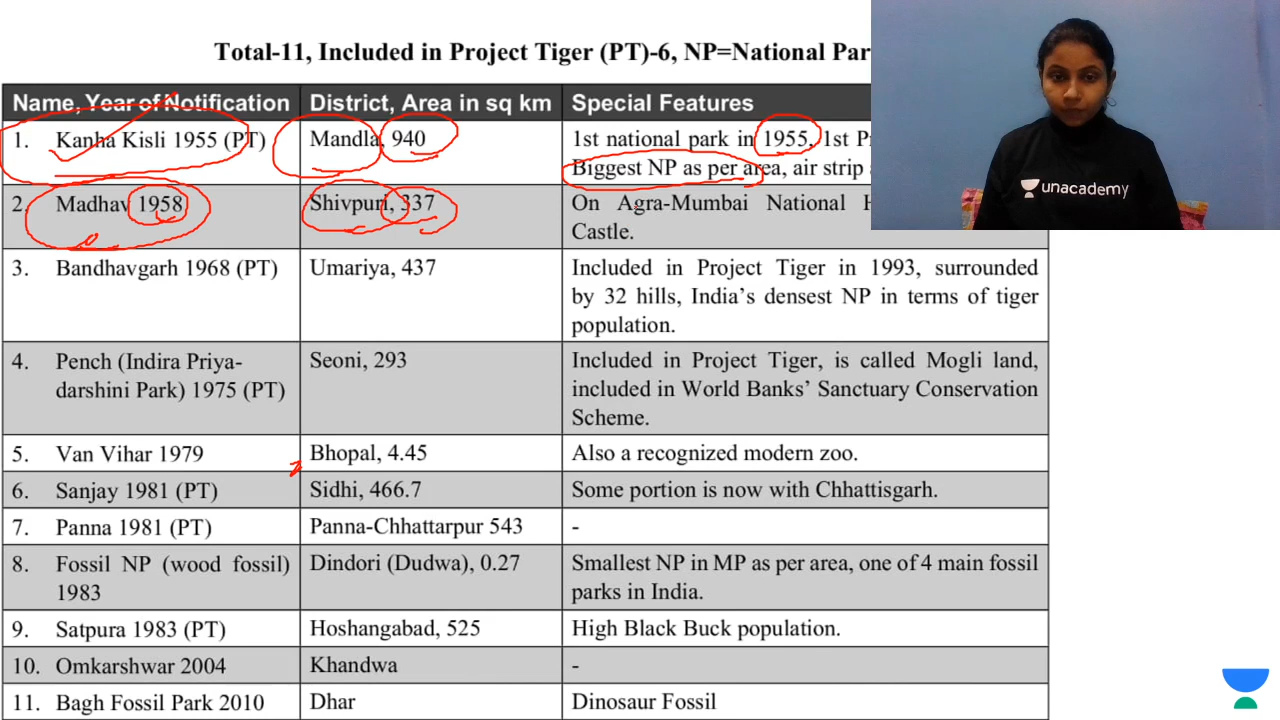 Total-11, Included in Project Tiger (PT)-6, NP=National Par
Name, Year of Notification District, Area in sq km Special Features
1. Kanha Kisli 1955 (PT) Mandla, 940 1st national park in 1955, 1st P
Biggest NP as per area, air strip
2. Madhav 1958 Shivpuri, 337 On Agra-Mumbai National H
Castle.
unacademy
3. Bandhavgarh 1968 (PT) Umariya, 437 Included in Project Tiger in 1993, surrounded
by 32 hills, India's densest NP in terms of tiger
population.
4. Pench (Indira Priya- Seoni, 293 Included in Project Tiger, is called Mogli land,
darshini Park) 1975 (PT) included in World Banks' Sanctuary Conservation
Scheme.
5. Van Vihar 1979 Bhopal, 4.45 Also a recognized modern zoo.
6. Sanjay 1981 (PT) Sidhi, 466.7 Some portion is now with Chhattisgarh.
7. Panna 1981 (PT) Panna-Chhattarpur 543 -
8. Fossil NP (wood fossil) Dindori (Dudwa), 0.27 Smallest NP in MP as per area, one of 4 main fossil
1983 parks in India.
9. Satpura 1983 (PT) Hoshangabad, 525 High Black Buck population.
10. Omkarshwar 2004 Khandwa -
11. Bagh Fossil Park 2010 Dhar Dinosaur Fossil